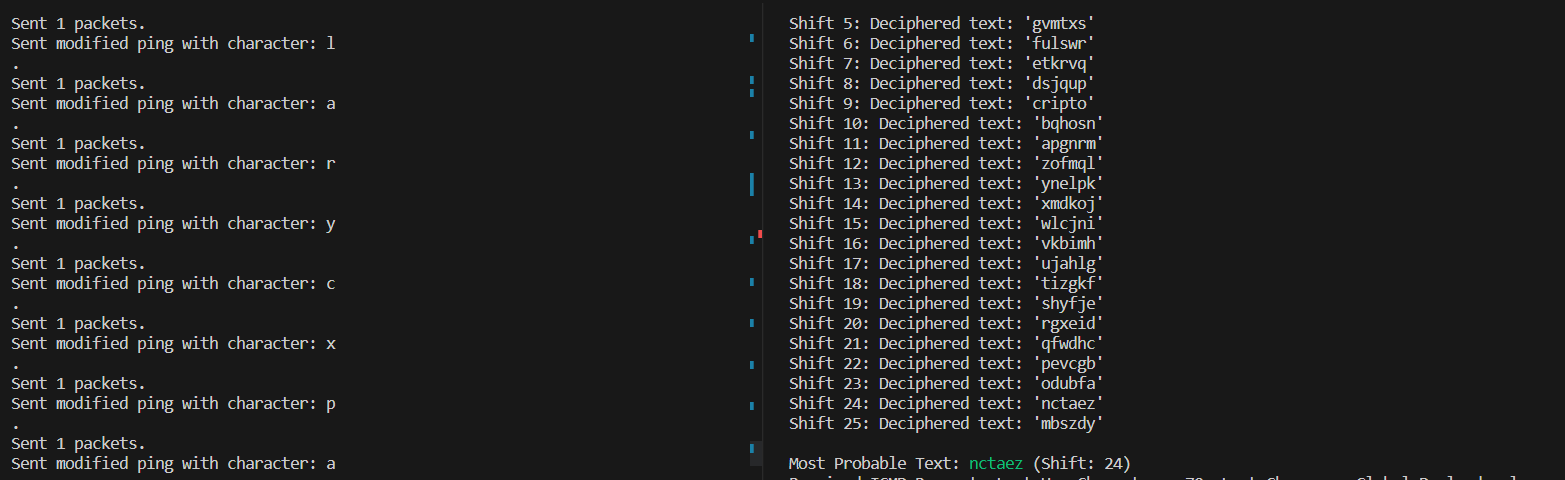 Sent 1 packets.
Sent modified ping with character: l
.
Sent 1 packets.
Sent modified ping with character: a
.
Sent 1 packets.
Sent modified ping with character: r
.
Sent 1 packets.
Sent modified ping with character: y
.
Sent 1 packets.
Sent modified ping with character: c
.
Sent 1 packets.
Sent modified ping with character: x
.
Sent 1 packets.
Sent modified ping with character: p
.
Sent 1 packets.
Sent modified ping with character: a
Shift 5: Deciphered text: 'gvmtxs'
Shift 6: Deciphered text: 'fulswr'
Shift 7: Deciphered text: 'etkrvq'
Shift 8: Deciphered text: 'dsjqup'
Shift 9: Deciphered text: 'cripto'
Shift 10: Deciphered text: 'bqhosn'
Shift 11: Deciphered text: 'apgnrm'
Shift 12: Deciphered text: 'zofmql'
Shift 13: Deciphered text: 'ynelpk'
Shift 14: Deciphered text: 'xmdkoj'
Shift 15: Deciphered text: 'wlcjni'
Shift 16: Deciphered text: 'vkbimh'
Shift 17: Deciphered text: 'ujahlg'
Shift 18: Deciphered text: 'tizgkf'
Shift 19: Deciphered text: 'shyfje'
Shift 20: Deciphered text: 'rgxeid'
Shift 21: Deciphered text: 'qfwdhc'
Shift 22: Deciphered text: 'pevcgb'
Shift 23: Deciphered text: 'odubfa'
Shift 24: Deciphered text: 'nctaez'
Shift 25: Deciphered text: 'mbszdy'
Most Probable Text: nctaez (Shift: 24)